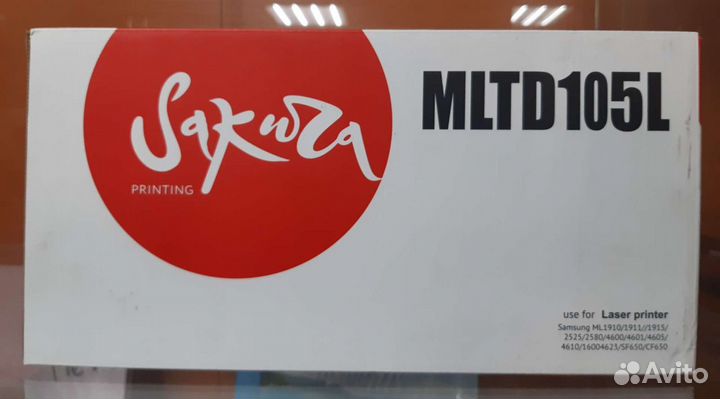 Sakura
PRINTING
MLTD105L
use for Laser printer
Samsung ML1910/1911//1915/
2525/2580/4600/4601/4605/
4610/16004623/SF650/CF650
Avito